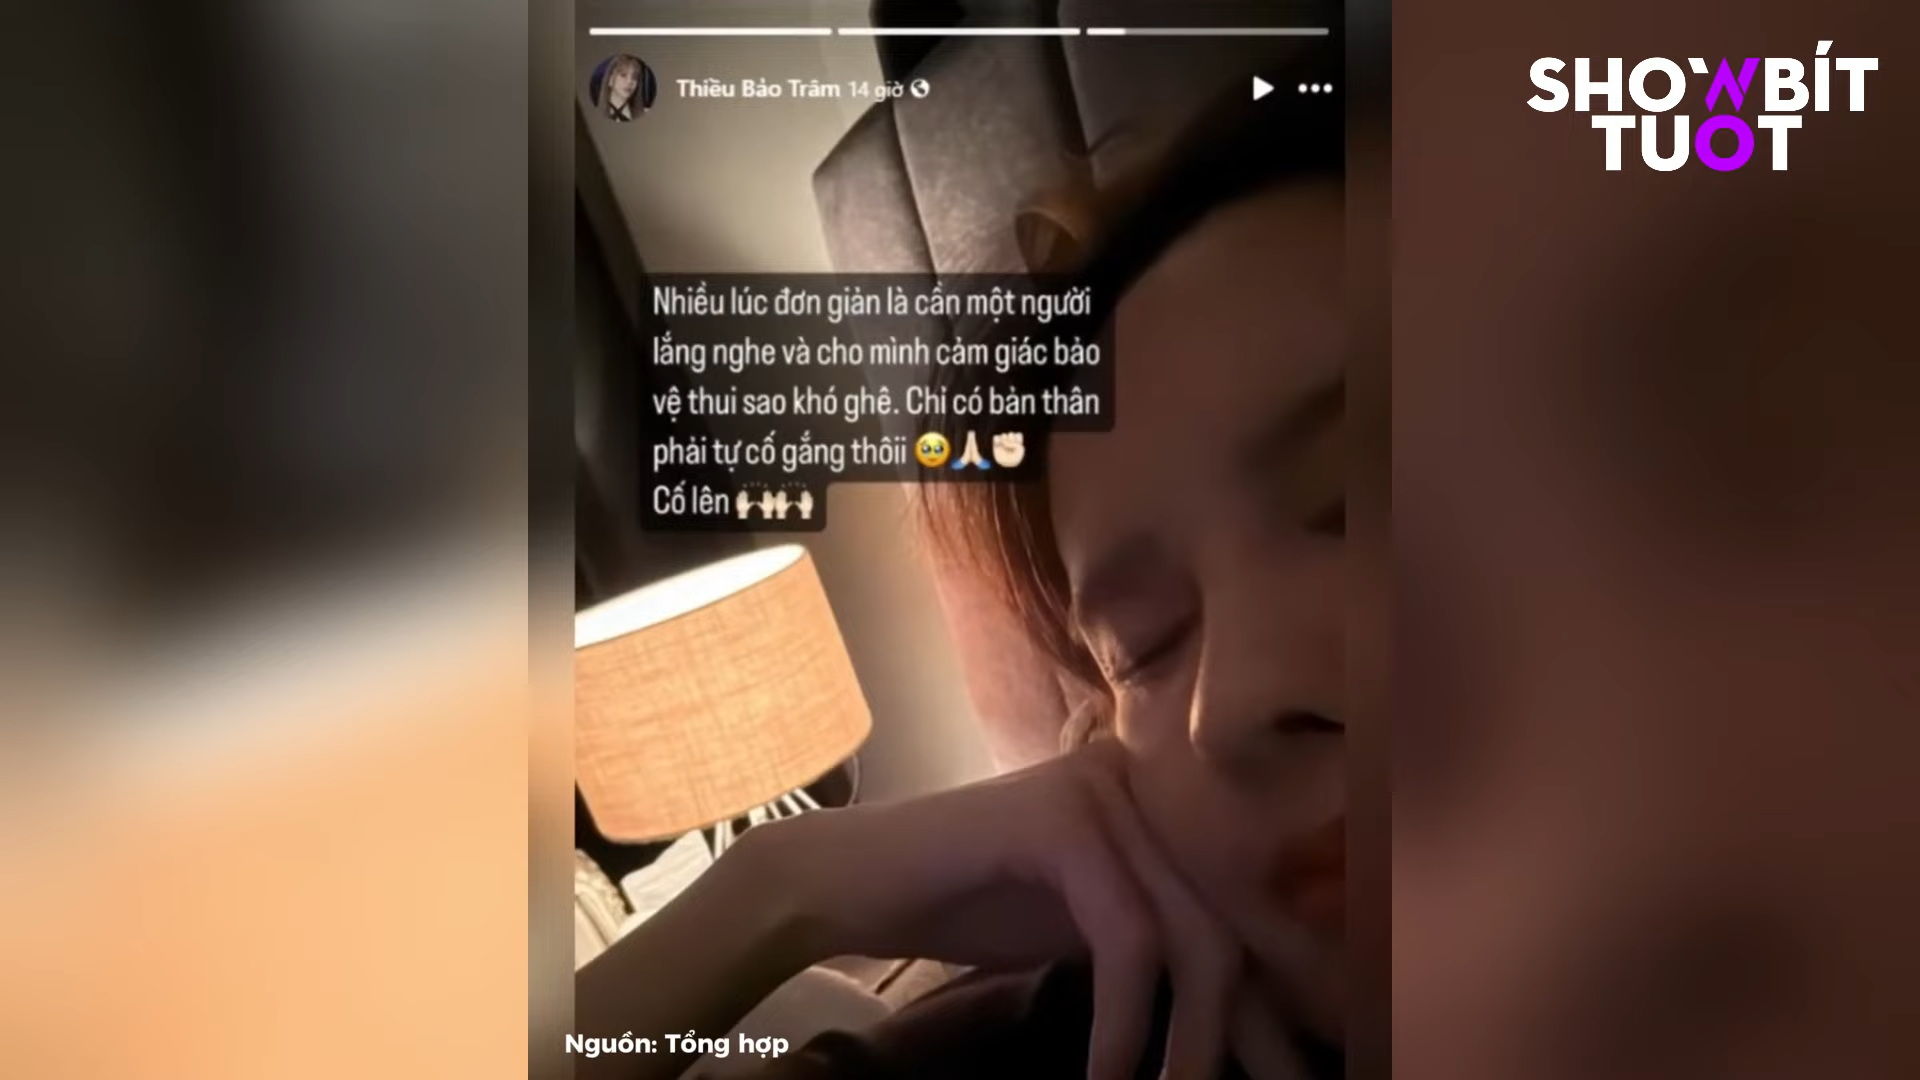 Thiều Bảo Trâm 14 giờ
SHOWBÍT
TUOT
Nhiều lúc đơn giản là cần một người
lắng nghe và cho mình cảm giác bảo
vệ thui sao khó ghê. Chỉ có bản thân
phải tự cố gắng thôii 🥹🙏🏻✊🏻
Cố lên 🙌🏻🙌🏻
Nguồn: Tổng hợp